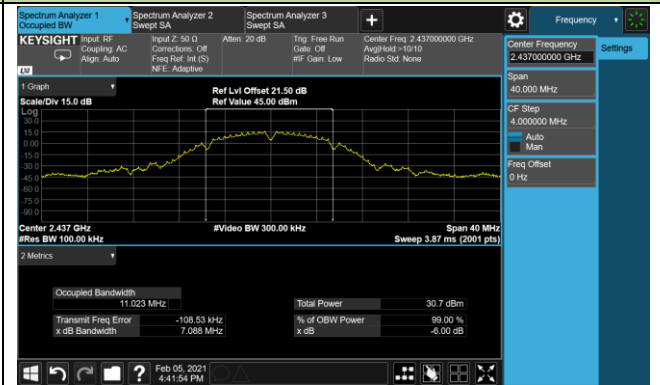 Spectrum Analyzer 1
Occupied BW
Spectrum Analyzer 2
Swept SA
Spectrum Analyzer 3
Swept SA
+
Frequency
KEYSIGHT
Input: RF
Coupling: AC
Align: Auto
Input Z: 50 Ω
Corrections: Off
Freq Ref: Int (S)
NFE: Adaptive
Atten: 20 dB
Trig: Free Run
Gate: Off
#IF Gain: Low
Center Freq: 2.437000000 GHz
Avg|Hold:>10/10
Radio Std: None
LXI
Center Frequency
2.437000000 GHz
Settings
Span
40.000 MHz
CF Step
4.000000 MHz
Auto
Man
Freq Offset
0 Hz
1 Graph
Scale/Div 15.0 dB
Ref Lvl Offset 21.50 dB
Ref Value 45.00 dBm
Log
30.0
15.0
0.00
-15.0
-30.0
-45.0
-60.0
-75.0
-90.0
Center 2.437 GHz
#Res BW 100.00 kHz
#Video BW 300.00 kHz
Span 40 MHz
Sweep 3.87 ms (2001 pts)
2 Metrics
Occupied Bandwidth
11.023 MHz
Total Power 30.7 dBm
Transmit Freq Error -108.53 kHz
% of OBW Power 99.00 %
x dB Bandwidth 7.088 MHz
x dB -6.00 dB
?
Feb 05, 2021
4:41:54 PM